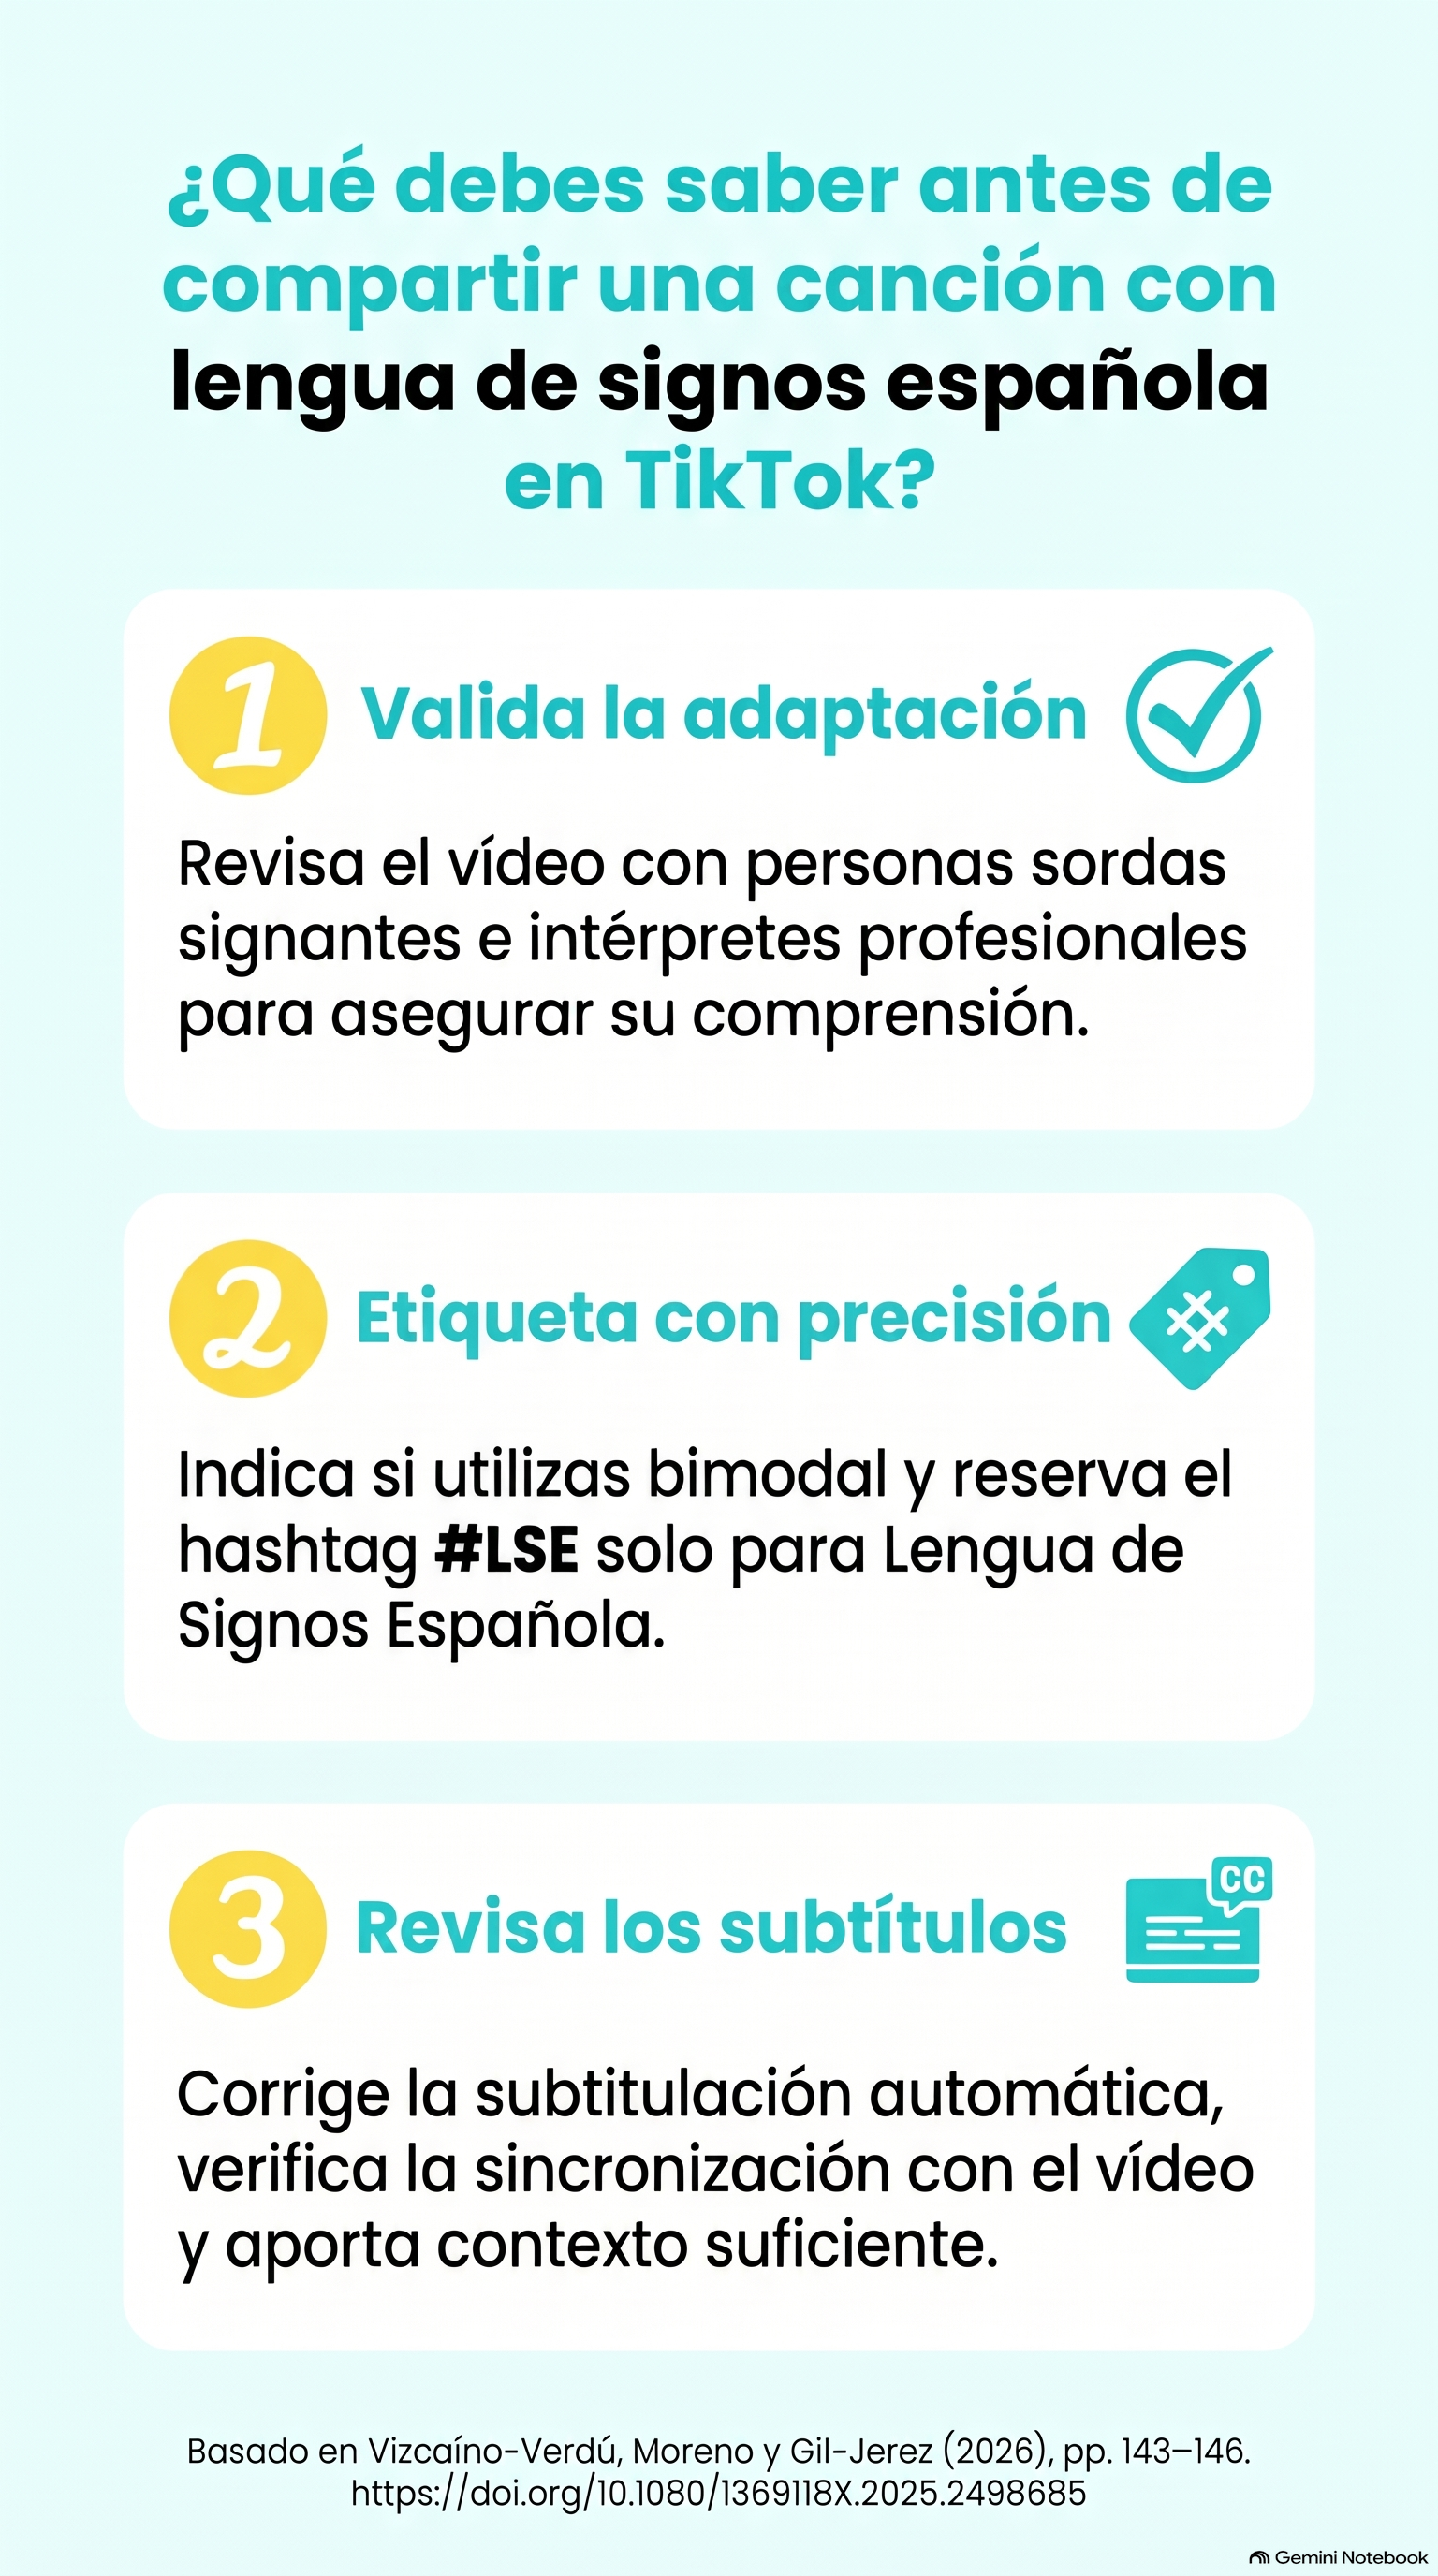 ¿Qué debes saber antes de
compartir una canción con
lengua de signos española
en TikTok?
1 Valida la adaptación
Revisa el vídeo con personas sordas
signantes e intérpretes profesionales
para asegurar su comprensión.
2 Etiqueta con precisión
Indica si utilizas bimodal y reserva el
hashtag #LSE solo para Lengua de
Signos Española.
3 Revisa los subtítulos
CC
Corrige la subtitulación automática,
verifica la sincronización con el vídeo
y aporta contexto suficiente.
Basado en Vizcaíno-Verdú, Moreno y Gil-Jerez (2026), pp. 143–146.
https://doi.org/10.1080/1369118X.2025.2498685
Gemini Notebook